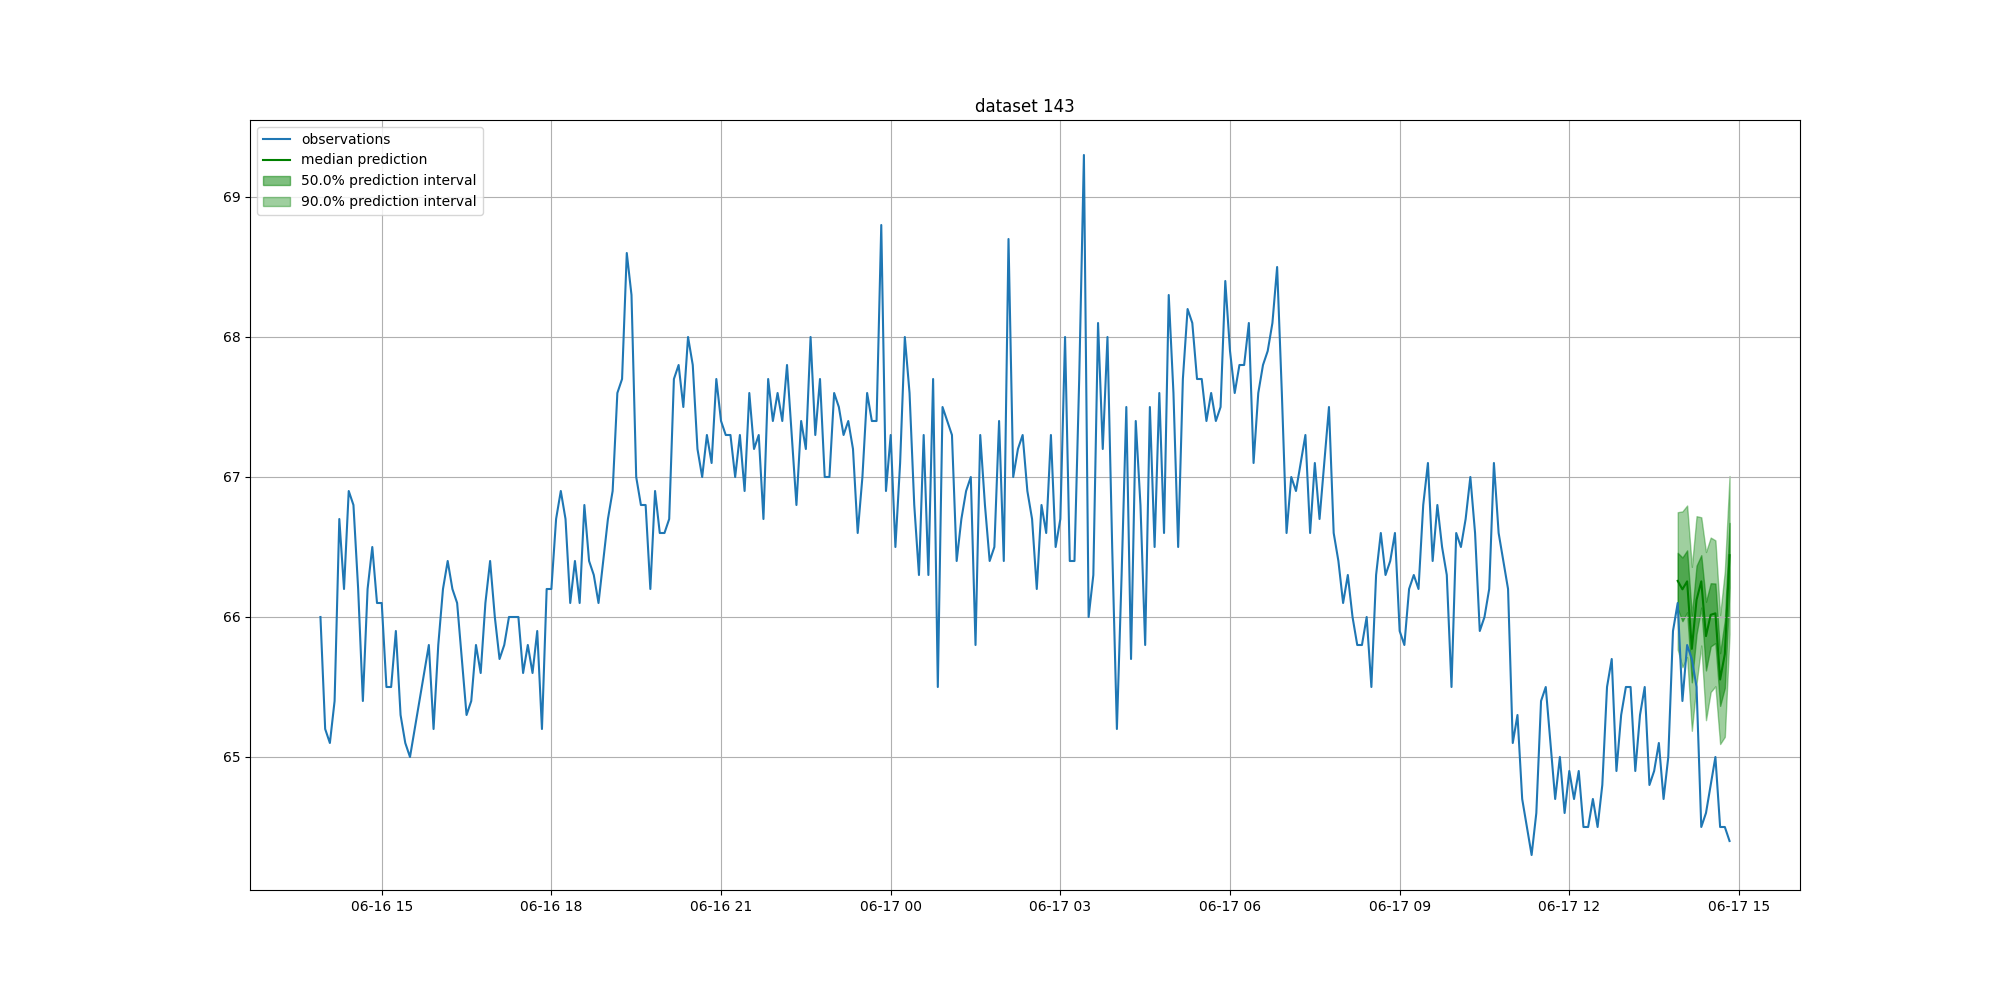 dataset 143
observations
median prediction
50.0% prediction interval
90.0% prediction interval
69
68
67
66
65
06-16 15
06-16 18
06-16 21
06-17 00
06-17 03
06-17 06
06-17 09
06-17 12
06-17 15